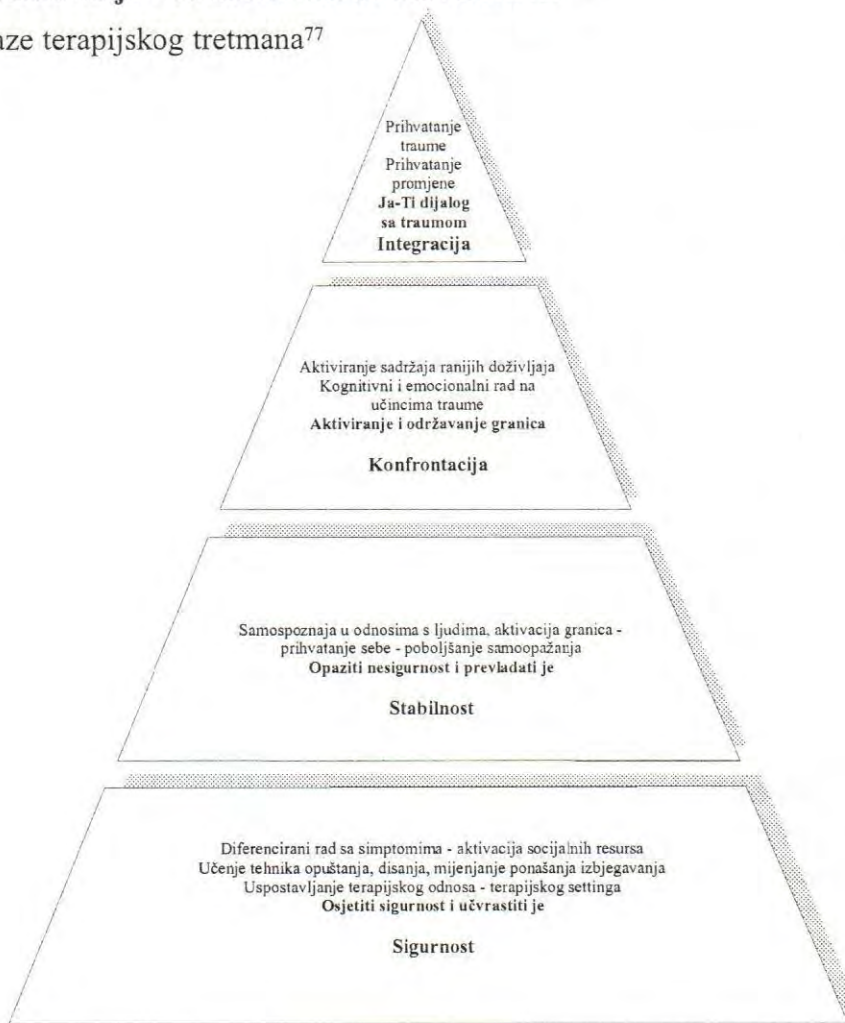 aze terapijskog tretmana77
Prihvatanje
traume
Prihvatanje
promjene
Ja-Ti dijalog
sa traumom
Integracija
Aktiviranje sadržaja ranijih doživljaja
Kognitivni i emocionalni rad na
učincima traume
Aktiviranje i održavanje granica
Konfrontacija
Samospoznaja u odnosima s ljudima, aktivacija granica -
prihvatanje sebe - poboljšanje samoopažanja
Opaziti nesigurnost i prevladati je
Stabilnost
Diferencirani rad sa simptomima - aktivacija socijalnih resursa
Učenje tehnika opuštanja, disanja, mijenjanje ponašanja izbjegavanja
Uspostavljanje terapijskog odnosa - terapijskog settinga
Osjetiti sigurnost i učvrstiti je
Sigurnost